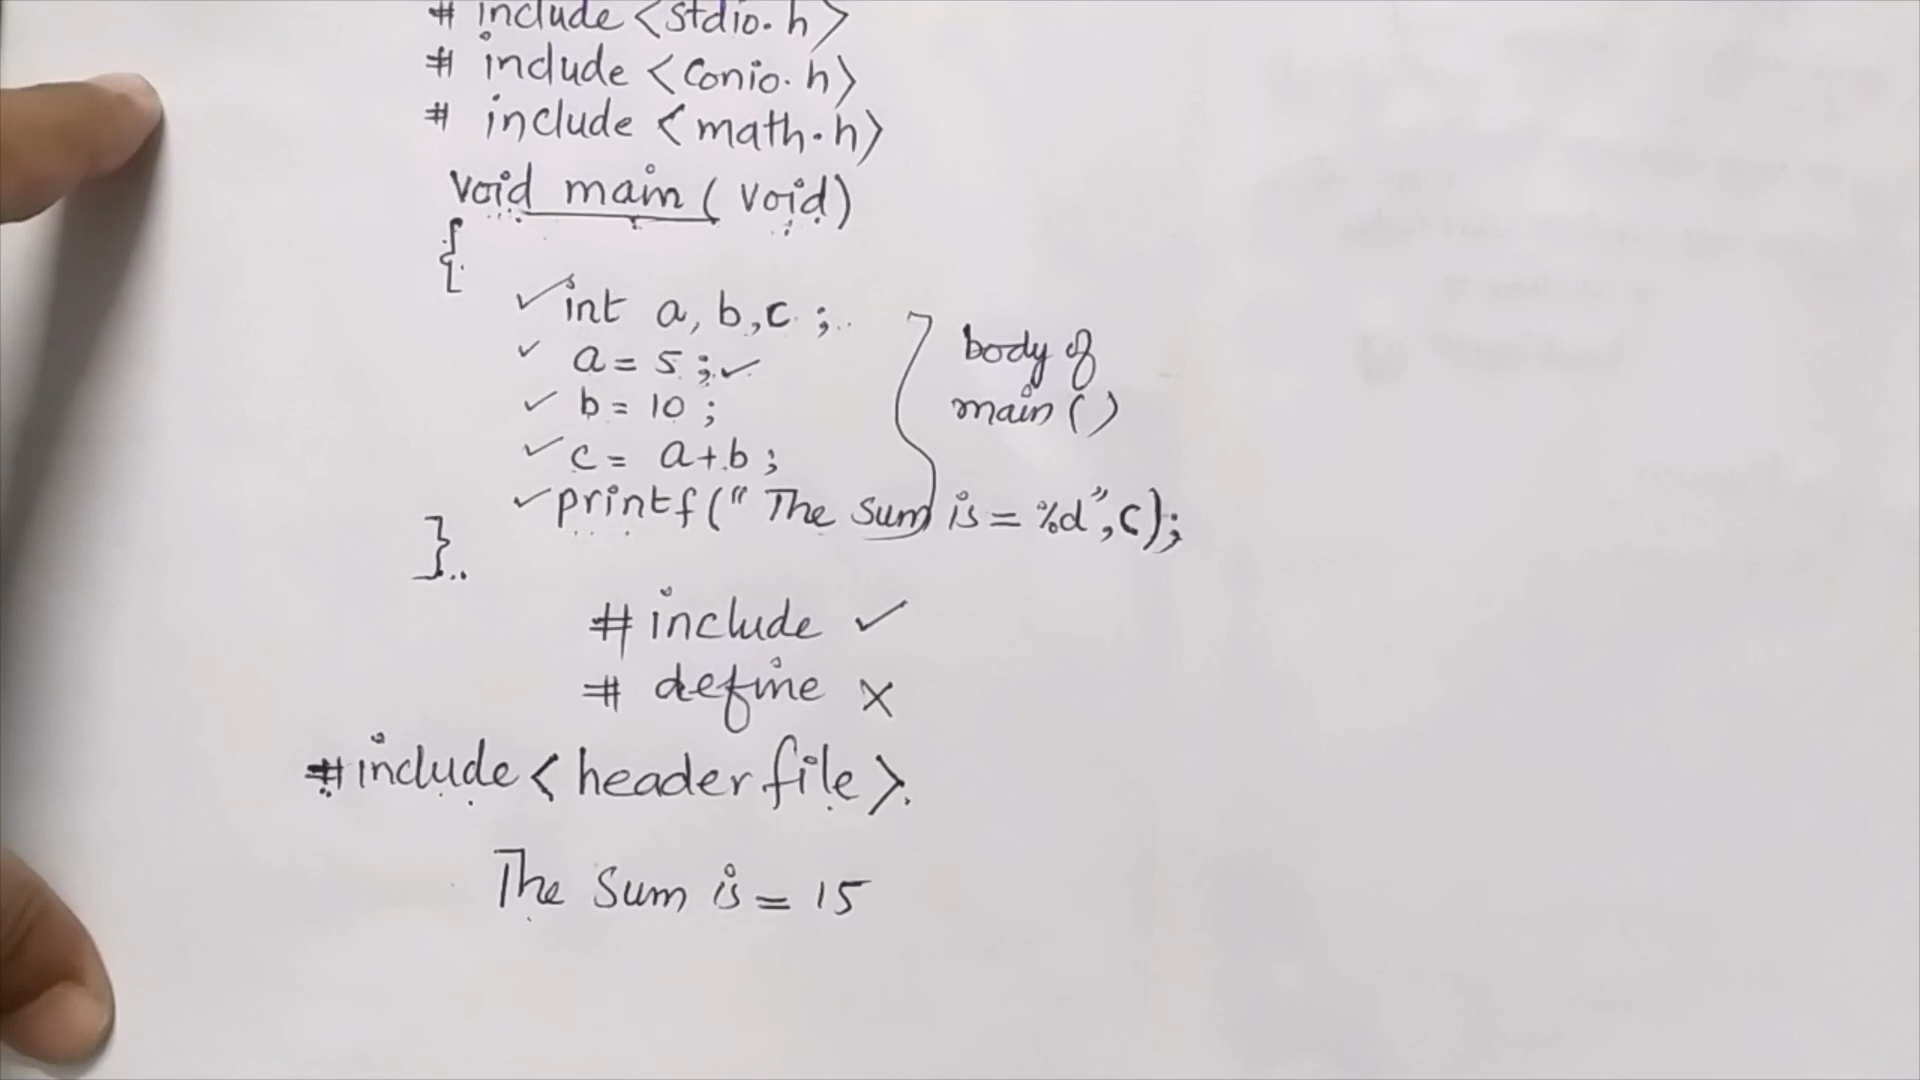 # include <stdio.h>
# include <conio.h>
# include <math.h>
void main( void)
{
int a, b,c ;
a = 5 ;
b = 10 ;
c = a+b ;
printf(" The sum is = %d",c);
}
body of
main ( )
# include ✓
# define x
#include < header file >.
The sum is = 15